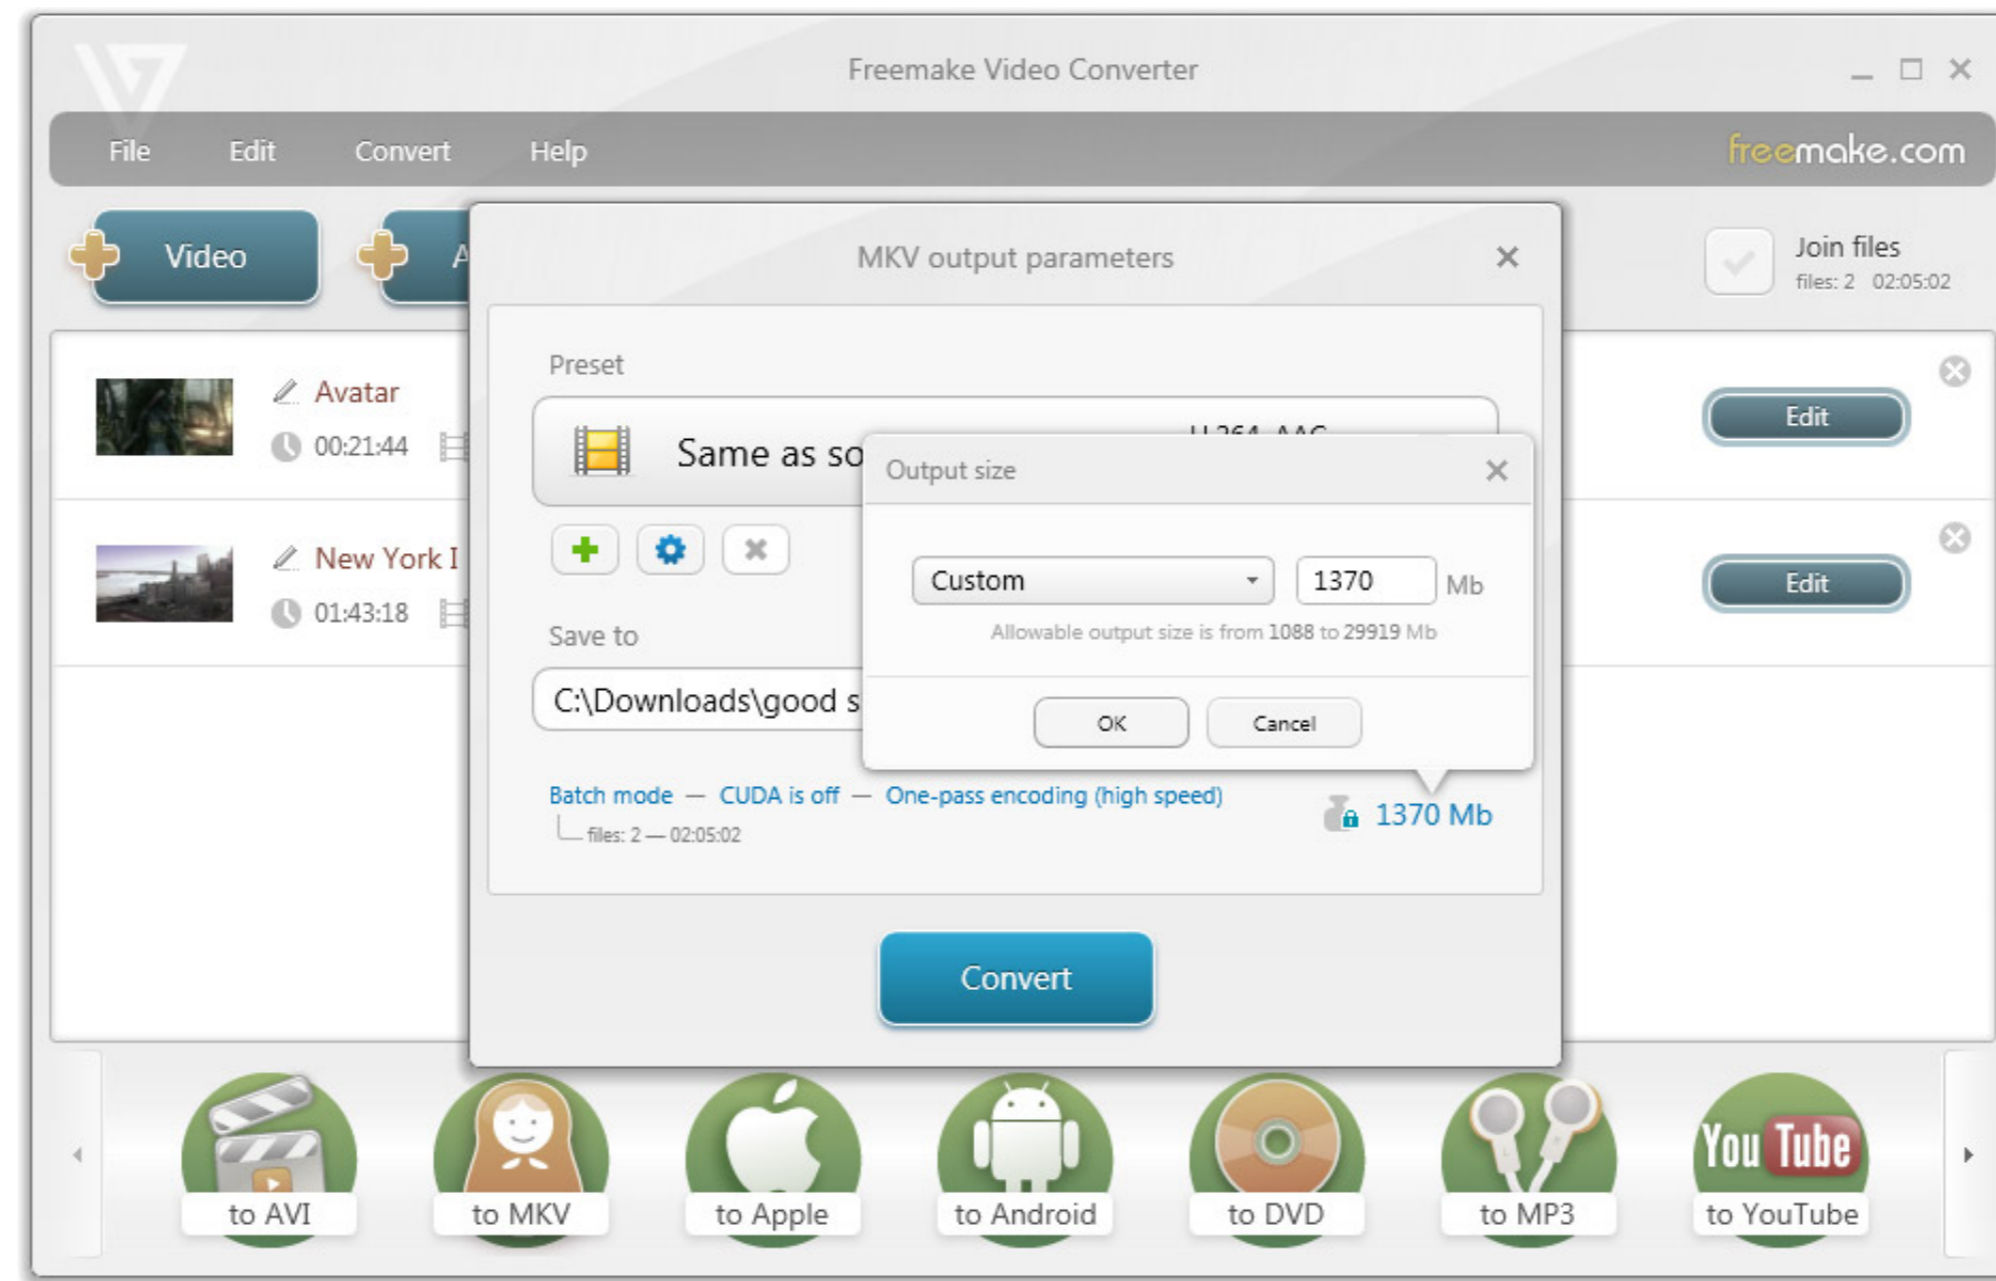 Freemake Video Converter
File Edit Convert Help
freemake.com
Video
MKV output parameters
Join files
files: 2 02:05:02
Preset
Avatar
00:21:44
Same as
Edit
Output size
New York I
01:43:18
Custom 1370 Mb
Edit
Allowable output size is from 1088 to 29919 Mb
Save to
C:\Downloads\good
OK Cancel
Batch mode — CUDA is off — One-pass encoding (high speed)
files: 2 — 02:05:02
1370 Mb
Convert
to AVI
to MKV
to Apple
to Android
to DVD
L R
to MP3
You Tube
to YouTube